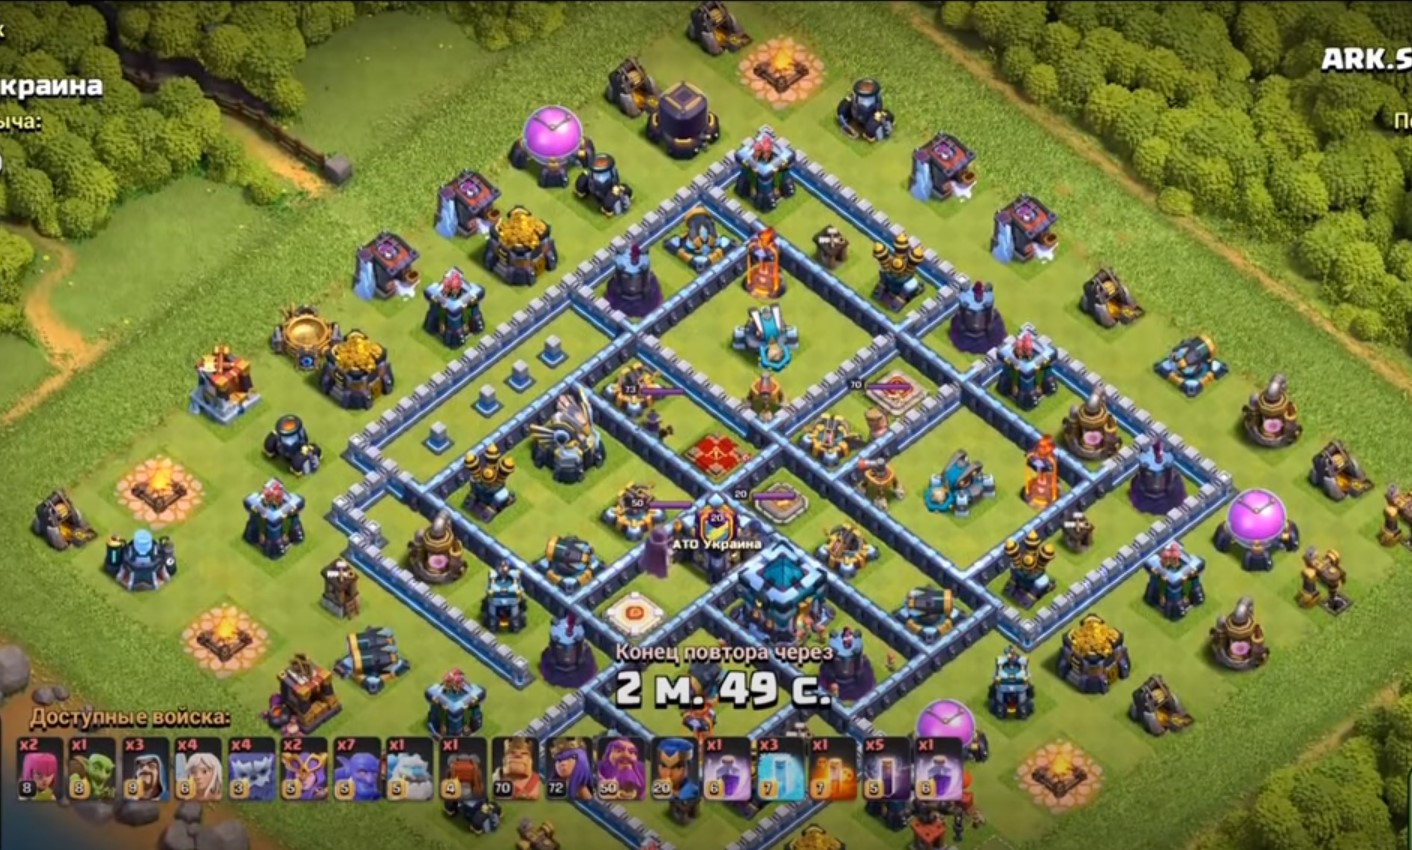 краина
ARK.S
ыча:
73
70
50
20
20
АТО Украина
Конец повтора через
2 м. 49 с.
Доступные войска:
x2 x1 x3 x4 x4 x2 x7 x1 x1 x1 x3 x1 x5 x1
8 8 9 6 3 5 5 5 4 70 72 50 20 6 7 7 5 6